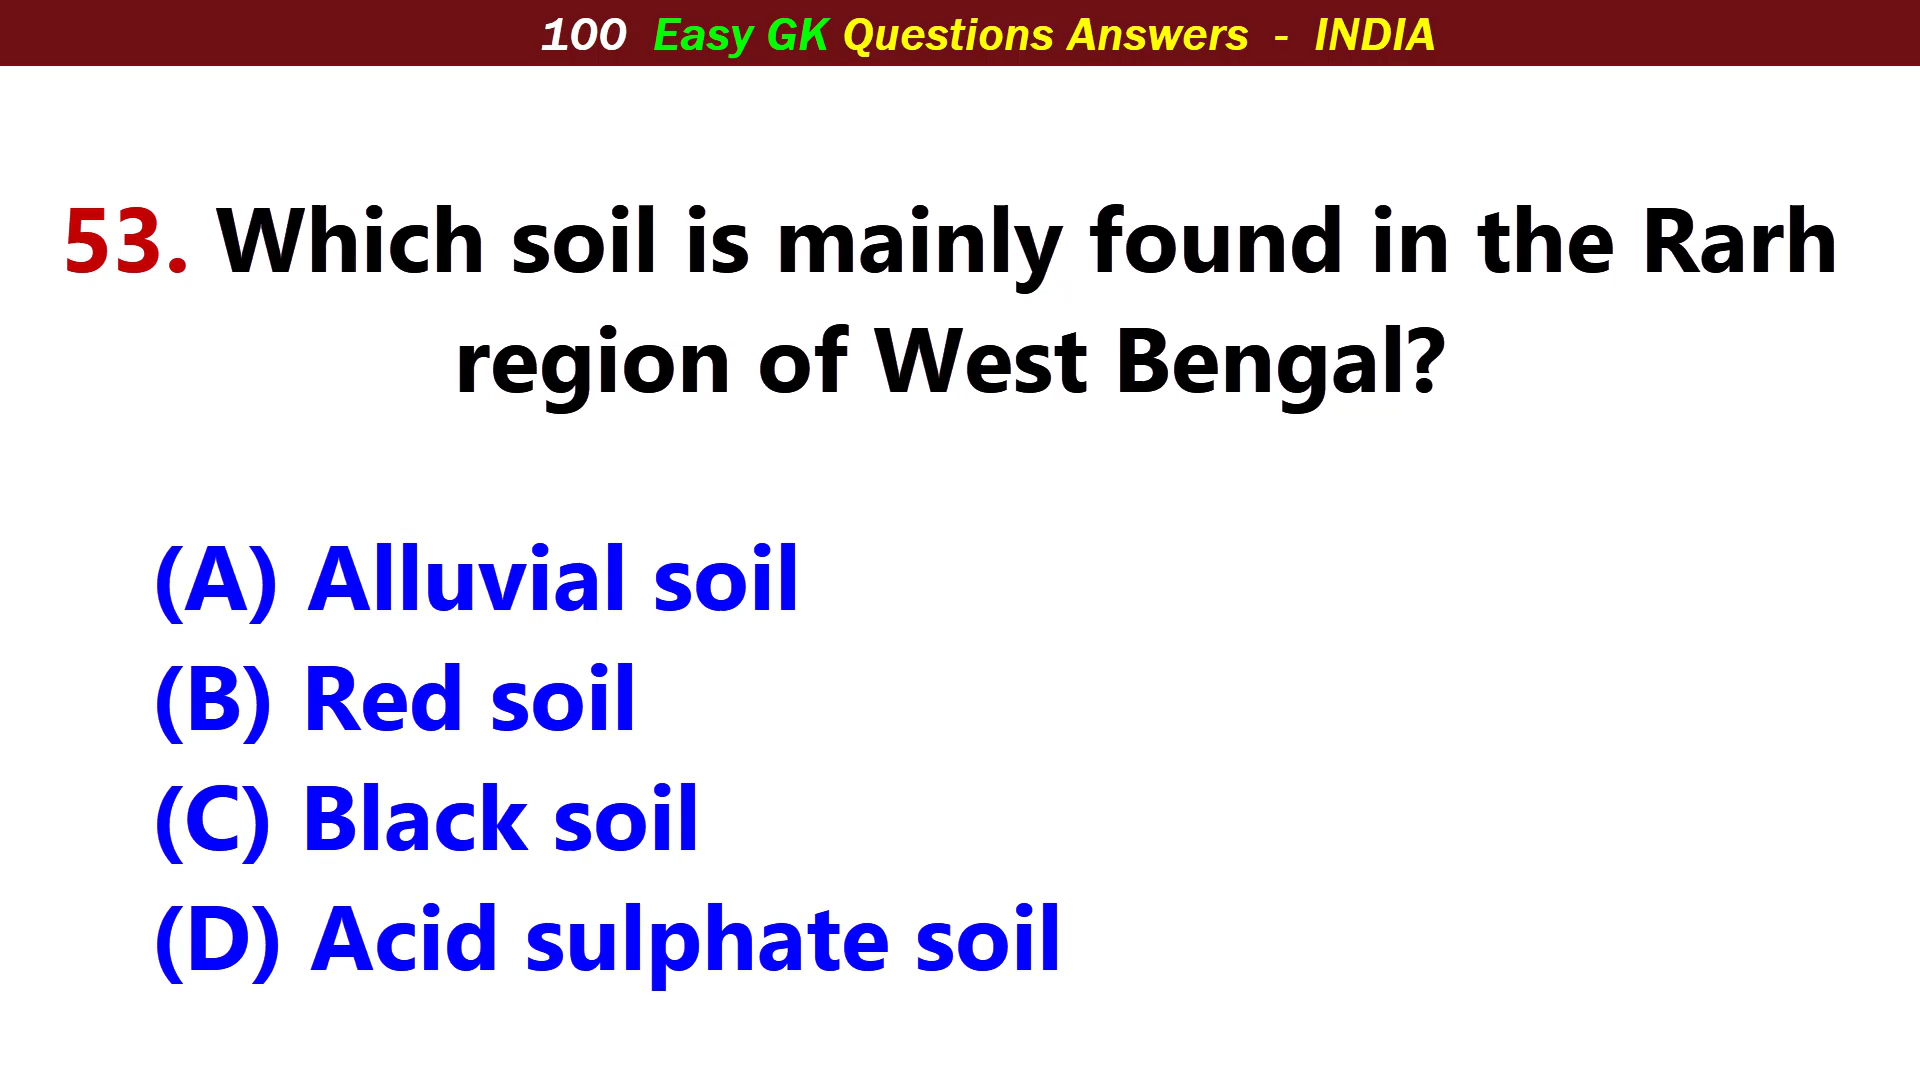 100 Easy GK Questions Answers - INDIA
53. Which soil is mainly found in the Rarh
region of West Bengal?
(A) Alluvial soil
(B) Red soil
(C) Black soil
(D) Acid sulphate soil